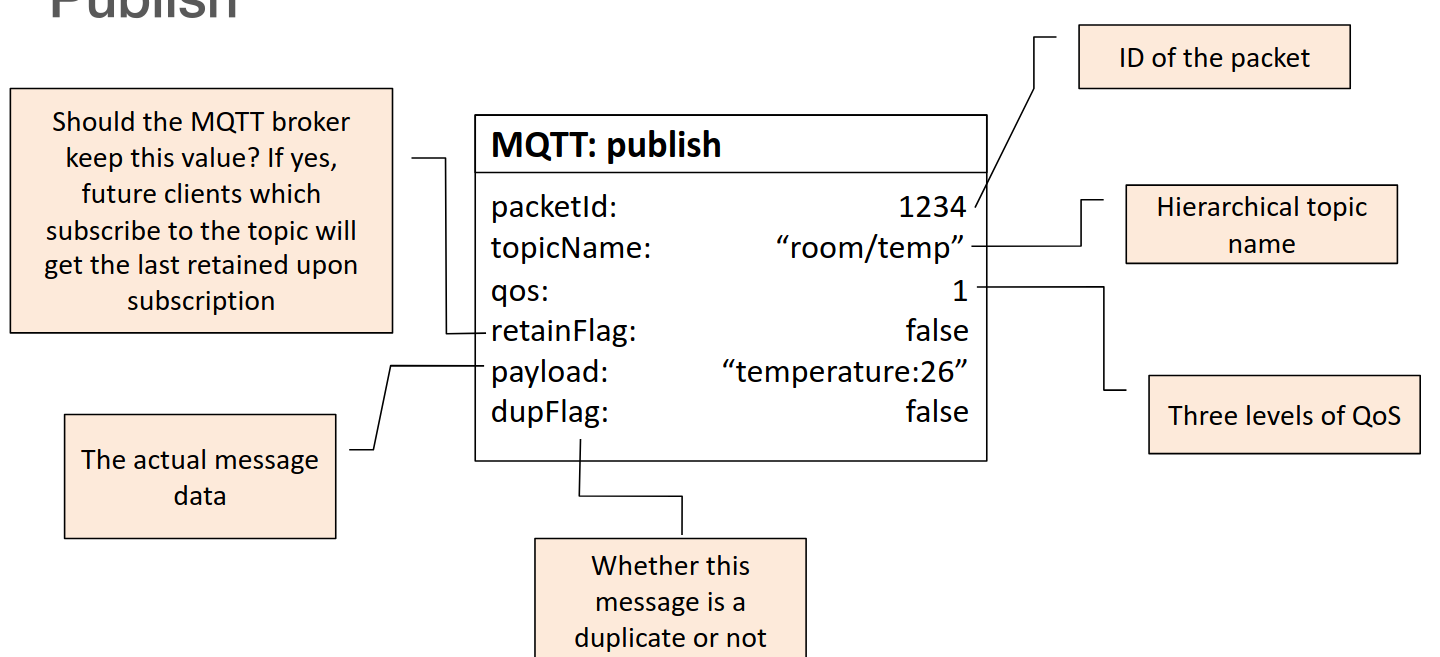 Publish
ID of the packet
Should the MQTT broker
keep this value? If yes,
future clients which
subscribe to the topic will
get the last retained upon
subscription
MQTT: publish
packetId: 1234
topicName: “room/temp”
qos: 1
retainFlag: false
payload: “temperature:26”
dupFlag: false
Hierarchical topic
name
Three levels of QoS
The actual message
data
Whether this
message is a
duplicate or not